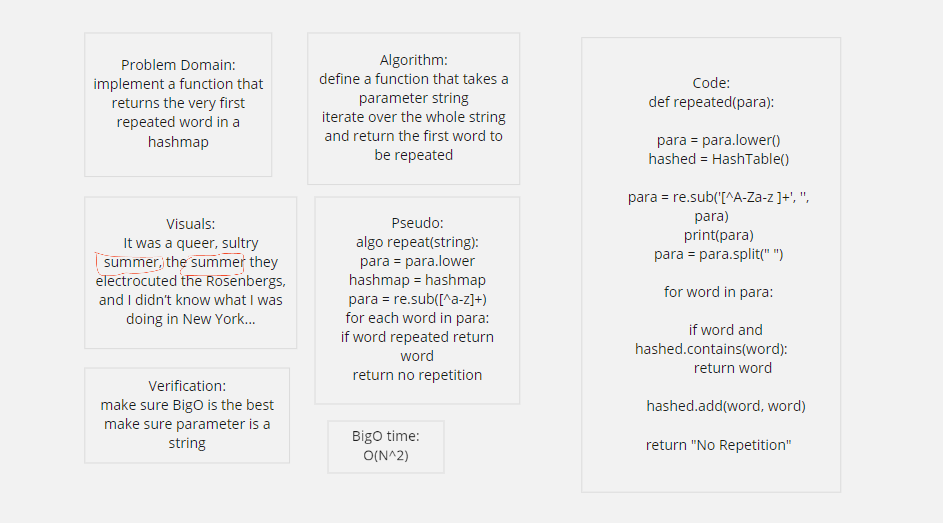 Problem Domain:
implement a function that
returns the very first
repeated word in a
hashmap
Algorithm:
define a function that takes a
parameter string
iterate over the whole string
and return the first word to
be repeated
Visuals:
It was a queer, sultry
summer, the summer they
electrocuted the Rosenbergs,
and I didn’t know what I was
doing in New York...
Pseudo:
algo repeat(string):
para = para.lower
hashmap = hashmap
para = re.sub([^a-z]+)
for each word in para:
if word repeated return
word
return no repetition
Verification:
make sure BigO is the best
make sure parameter is a
string
BigO time:
O(N^2)
Code:
def repeated(para):
para = para.lower()
hashed = HashTable()
para = re.sub('[^A-Za-z ]+', '',
para)
print(para)
para = para.split(" ")
for word in para:
if word and
hashed.contains(word):
return word
hashed.add(word, word)
return "No Repetition"